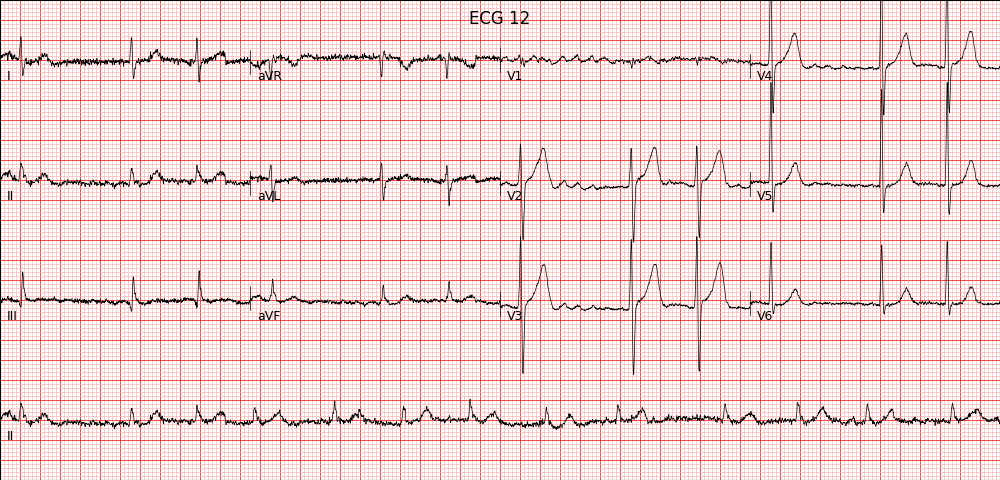 ECG 12
I aVR V1 V4
II aVL V2 V5
III aVF V3 V6
II